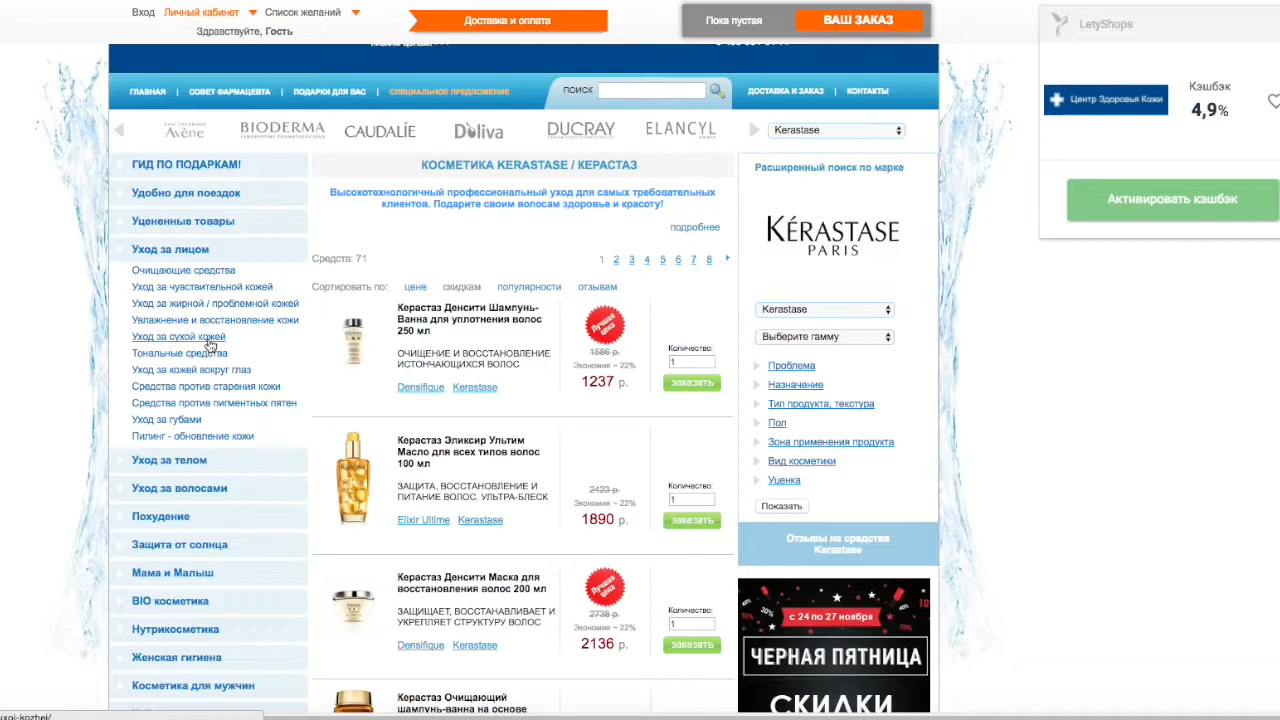 Вход Личный кабинет Список желаний
Здравствуйте, Гость
Доставка и оплата
Пока пустая ВАШ ЗАКАЗ
LetyShops
Центр Здоровья Кожи
Кэшбэк
4,9%
Активировать кэшбэк
ГЛАВНАЯ | СОВЕТ ФАРМАЦЕВТА | ПОДАРКИ ДЛЯ ВАС | СПЕЦИАЛЬНОЕ ПРЕДЛОЖЕНИЕ
ПОИСК
ДОСТАВКА И ЗАКАЗ | КОНТАКТЫ
Avène BIODERMA CAUDALIE Doliva DUCRAY ELANCYL
Kerastase
ГИД ПО ПОДАРКАМ!
Удобно для поездок
Уцененные товары
Уход за лицом
Очищающие средства
Уход за чувствительной кожей
Уход за жирной / проблемной кожей
Увлажнение и восстановление кожи
Уход за сухой кожей
Тональные средства
Уход за кожей вокруг глаз
Средства против старения кожи
Средства против пигментных пятен
Уход за губами
Пилинг - обновление кожи
Уход за телом
Уход за волосами
Похудение
Защита от солнца
Мама и Малыш
BIO косметика
Нутрикосметика
Женская гигиена
Косметика для мужчин
КОСМЕТИКА KERASTASE / КЕРАСТАЗ
Высокотехнологичный профессиональный уход для самых требовательных
клиентов. Подарите своим волосам здоровье и красоту!
подробнее
Средств: 71
1 2 3 4 5 6 7 8
Сортировать по: цене скидкам популярности отзывам
Керастаз Денсити Шампунь-
Ванна для уплотнения волос
250 мл
ОЧИЩЕНИЕ И ВОССТАНОВЛЕНИЕ
ИСТОНЧАЮЩИХСЯ ВОЛОС
Densifique Kerastase
Лучшая цена
1586 р.
Экономия ~ 22%
1237 р.
Количество:
1
заказать
Керастаз Эликсир Ультим
Масло для всех типов волос
100 мл
ЗАЩИТА, ВОССТАНОВЛЕНИЕ И
ПИТАНИЕ ВОЛОС. УЛЬТРА-БЛЕСК
Elixir Ultime Kerastase
2423 р.
Экономия ~ 22%
1890 р.
Количество:
1
заказать
Керастаз Денсити Маска для
восстановления волос 200 мл
ЗАЩИЩАЕТ, ВОССТАНАВЛИВАЕТ И
УКРЕПЛЯЕТ СТРУКТУРУ ВОЛОС
Densifique Kerastase
Лучшая цена
2738 р.
Экономия ~ 22%
2136 р.
Количество:
1
заказать
Керастаз Очищающий
шампунь-ванна на основе
Расширенный поиск по марке
KÉRASTASE
PARIS
Kerastase
Выберите гамму
Проблема
Назначение
Тип продукта, текстура
Пол
Зона применения продукта
Вид косметики
Уценка
Показать
Отзывы на средства
Kerastase
с 24 по 27 ноября
ЧЕРНАЯ ПЯТНИЦА
СКИДКИ